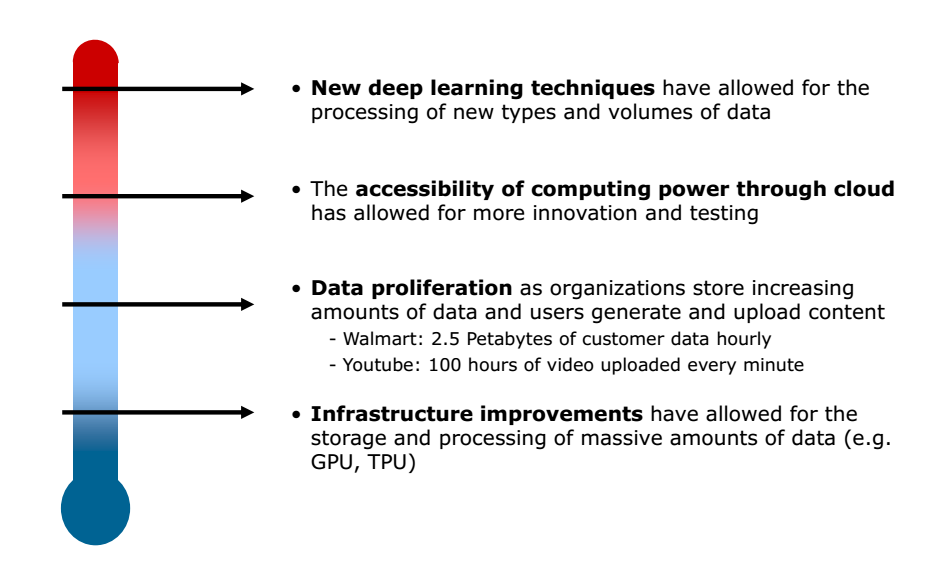 • New deep learning techniques have allowed for the
processing of new types and volumes of data
• The accessibility of computing power through cloud
has allowed for more innovation and testing
• Data proliferation as organizations store increasing
amounts of data and users generate and upload content
- Walmart: 2.5 Petabytes of customer data hourly
- Youtube: 100 hours of video uploaded every minute
• Infrastructure improvements have allowed for the
storage and processing of massive amounts of data (e.g.
GPU, TPU)